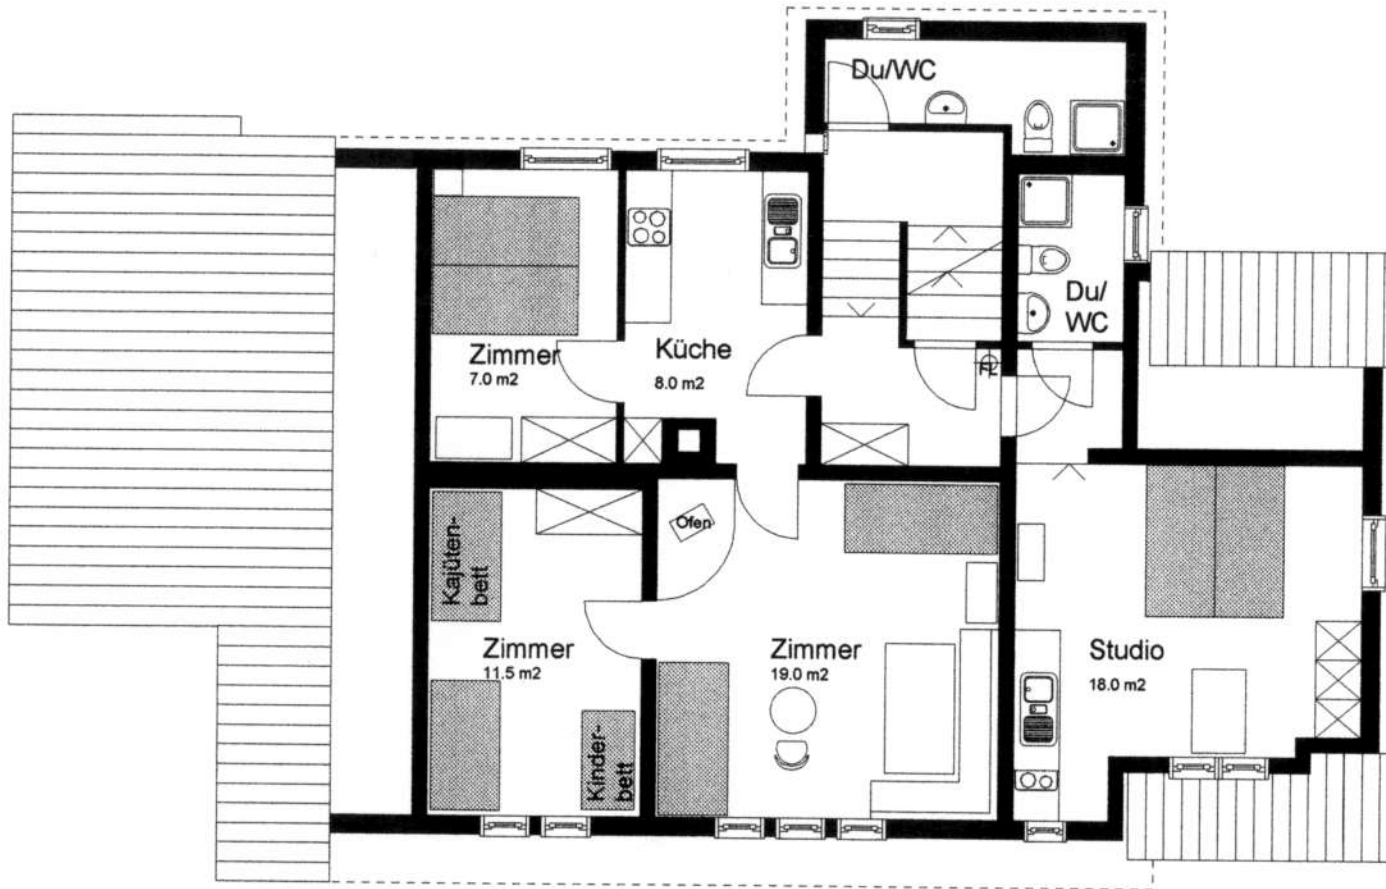 Du/WC
Du/
WC
Zimmer
7.0 m2
Küche
8.0 m2
FL
Ofen
Kajüten-
bett
Zimmer
11.5 m2
Kinder-
bett
Zimmer
19.0 m2
Studio
18.0 m2